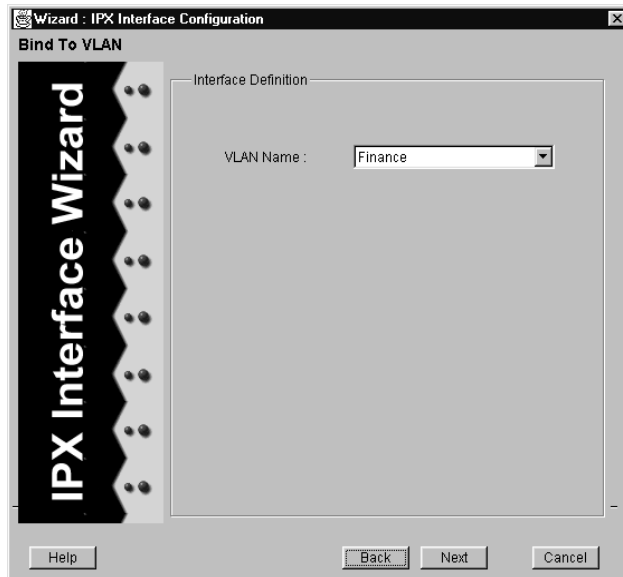 Wizard : IPX Interface Configuration
Bind To VLAN
IPX Interface Wizard
Interface Definition
VLAN Name :
Finance
Help
Back
Next
Cancel